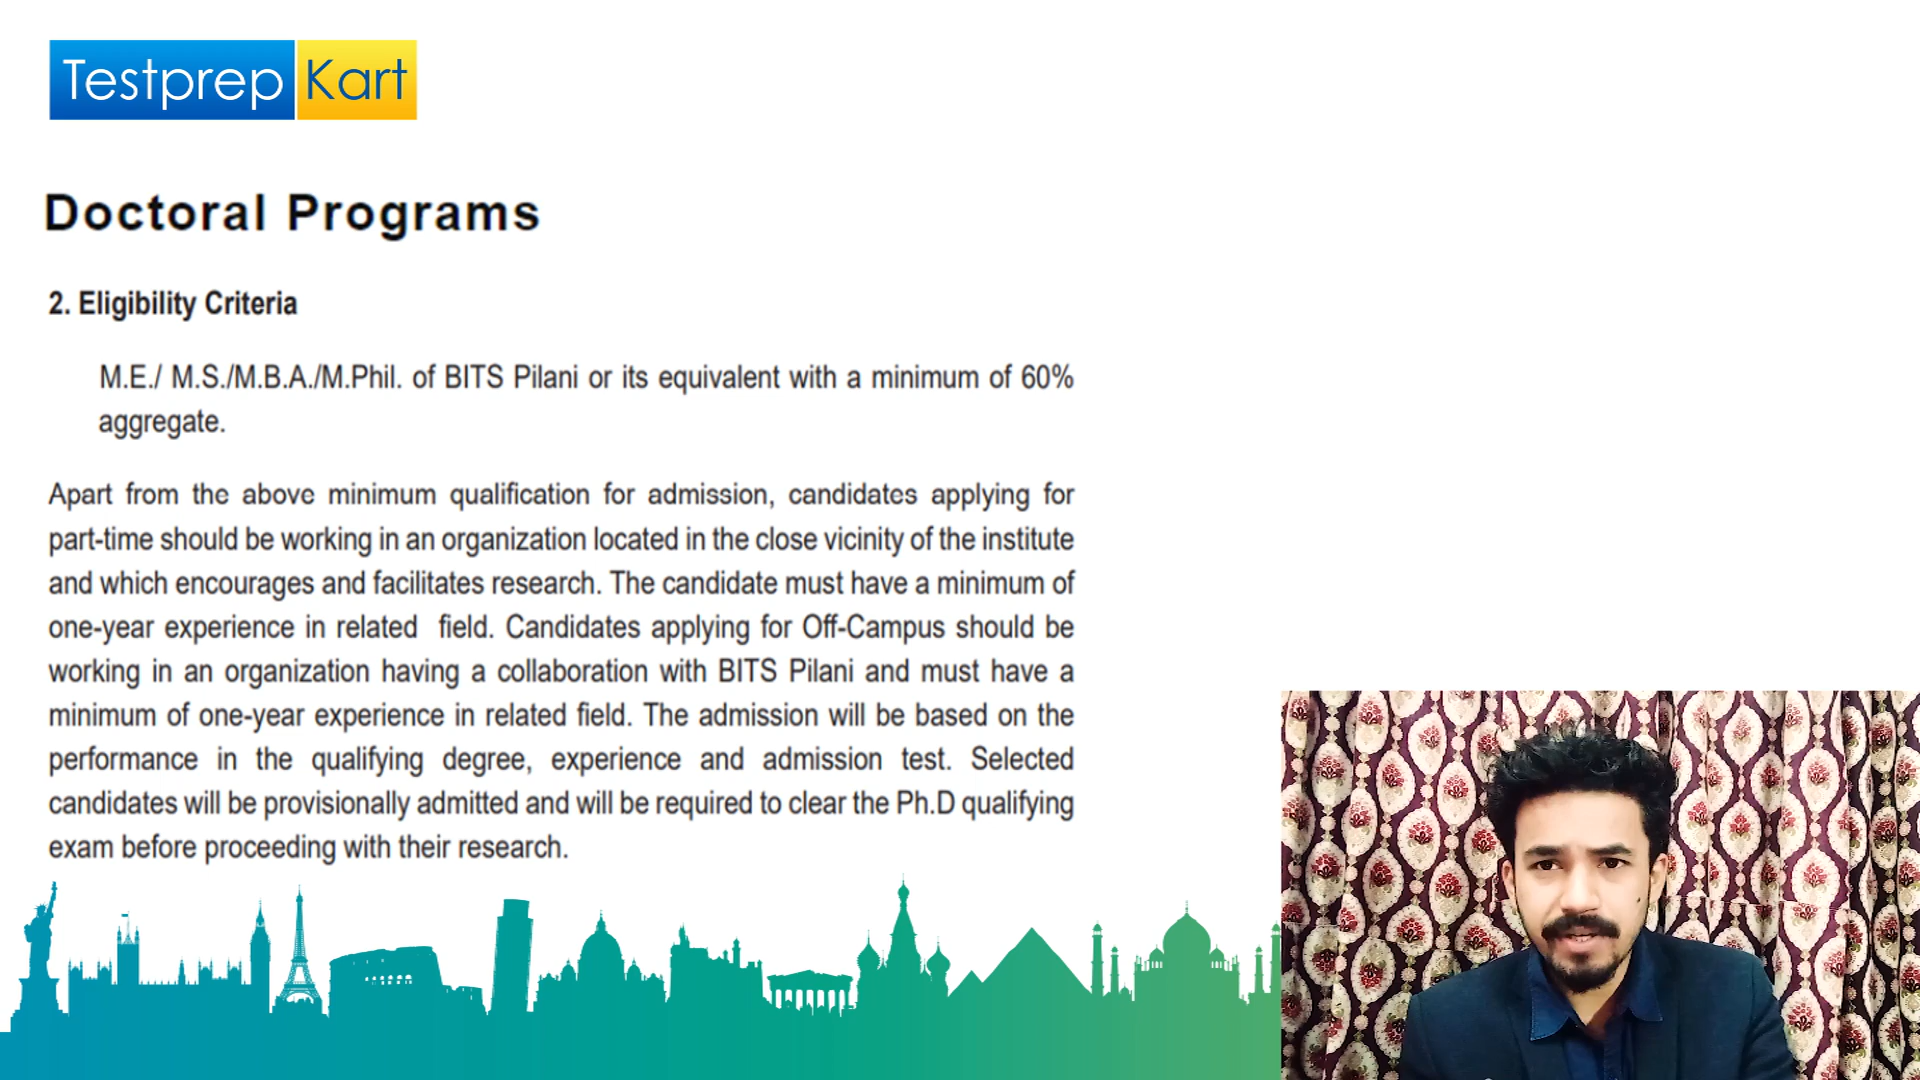 Testprep Kart
Doctoral Programs
2. Eligibility Criteria
M.E./ M.S./M.B.A./M.Phil. of BITS Pilani or its equivalent with a minimum of 60%
aggregate.
Apart from the above minimum qualification for admission, candidates applying for
part-time should be working in an organization located in the close vicinity of the institute
and which encourages and facilitates research. The candidate must have a minimum of
one-year experience in related field. Candidates applying for Off-Campus should be
working in an organization having a collaboration with BITS Pilani and must have a
minimum of one-year experience in related field. The admission will be based on the
performance in the qualifying degree, experience and admission test. Selected
candidates will be provisionally admitted and will be required to clear the Ph.D qualifying
exam before proceeding with their research.